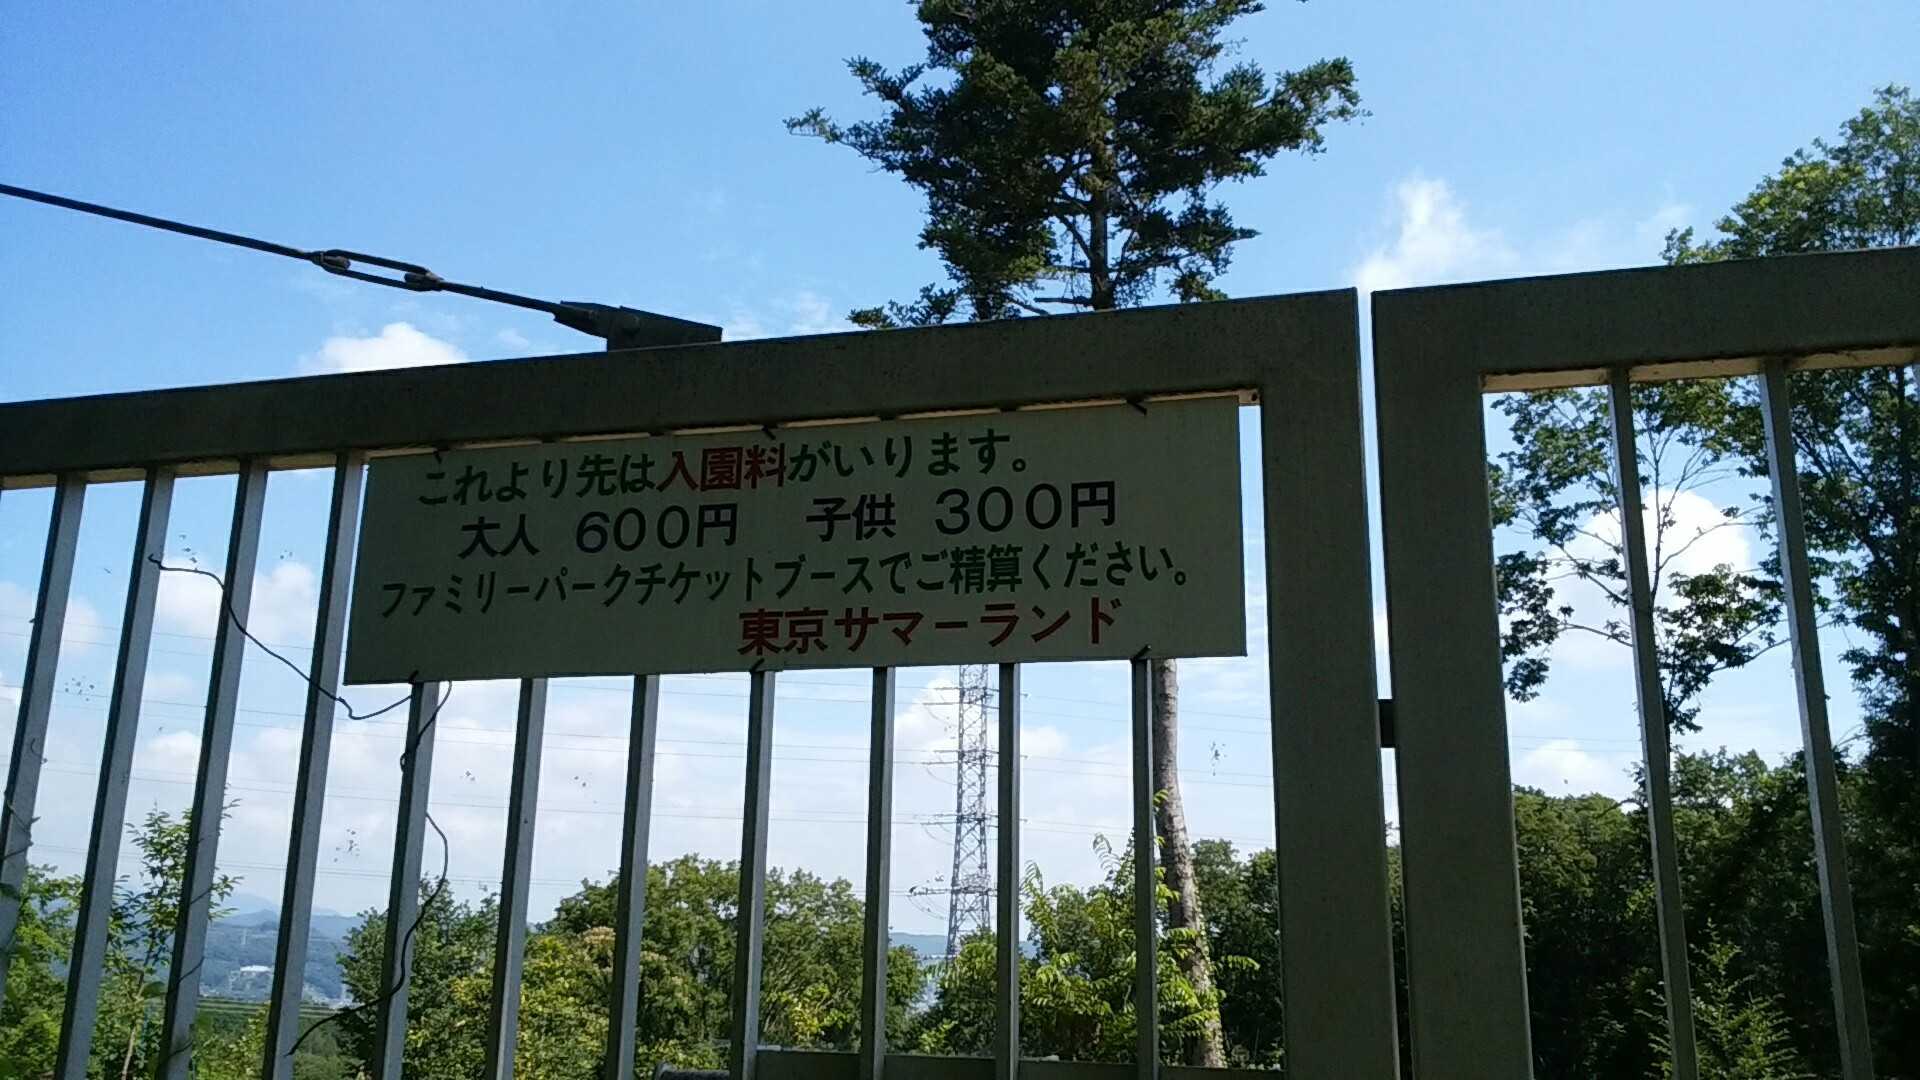 これより先は入園料がいります。
大人 600円 子供 300円
ファミリーパークチケットブースでご精算ください。
東京サマーランド